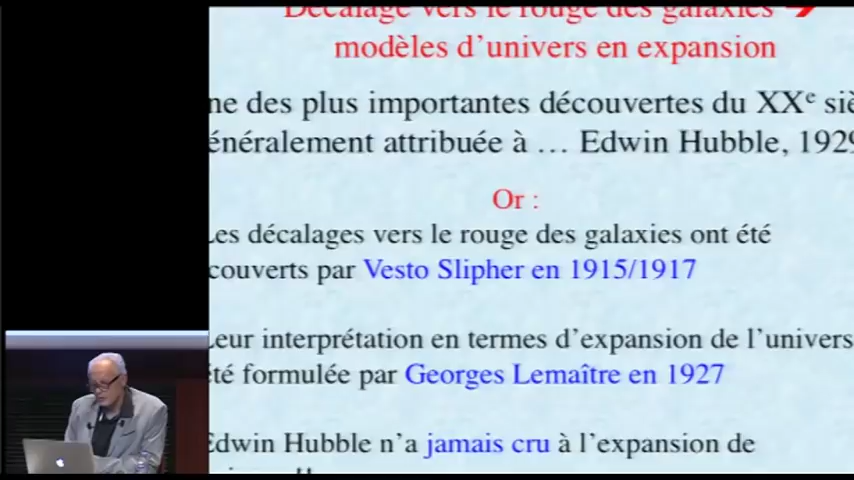 Décalage vers le rouge des galaxies →
modèles d'univers en expansion
ne des plus importantes découvertes du XXe siè
énéralement attribuée à … Edwin Hubble, 1929
Or :
Les décalages vers le rouge des galaxies ont été
couverts par Vesto Slipher en 1915/1917
Leur interprétation en termes d'expansion de l'univers
été formulée par Georges Lemaître en 1927
Edwin Hubble n'a jamais cru à l'expansion de